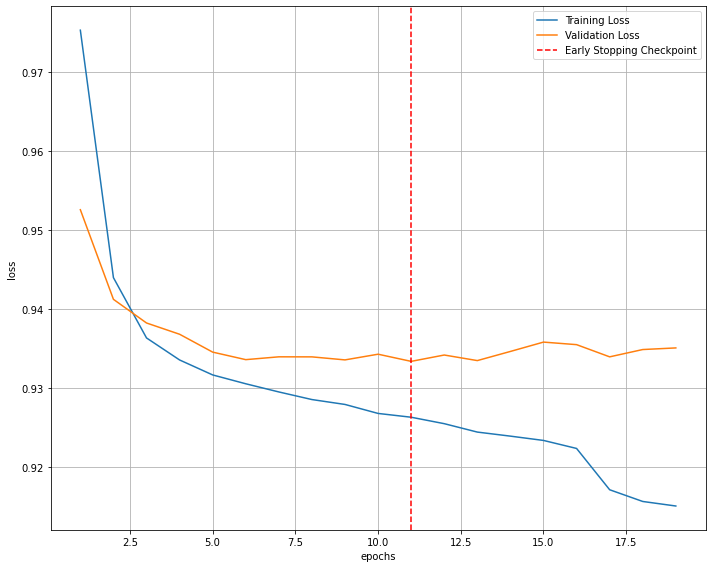 Training Loss
Validation Loss
Early Stopping Checkpoint
0.97
0.96
0.95
0.94
0.93
0.92
loss
2.5 5.0 7.5 10.0 12.5 15.0 17.5
epochs